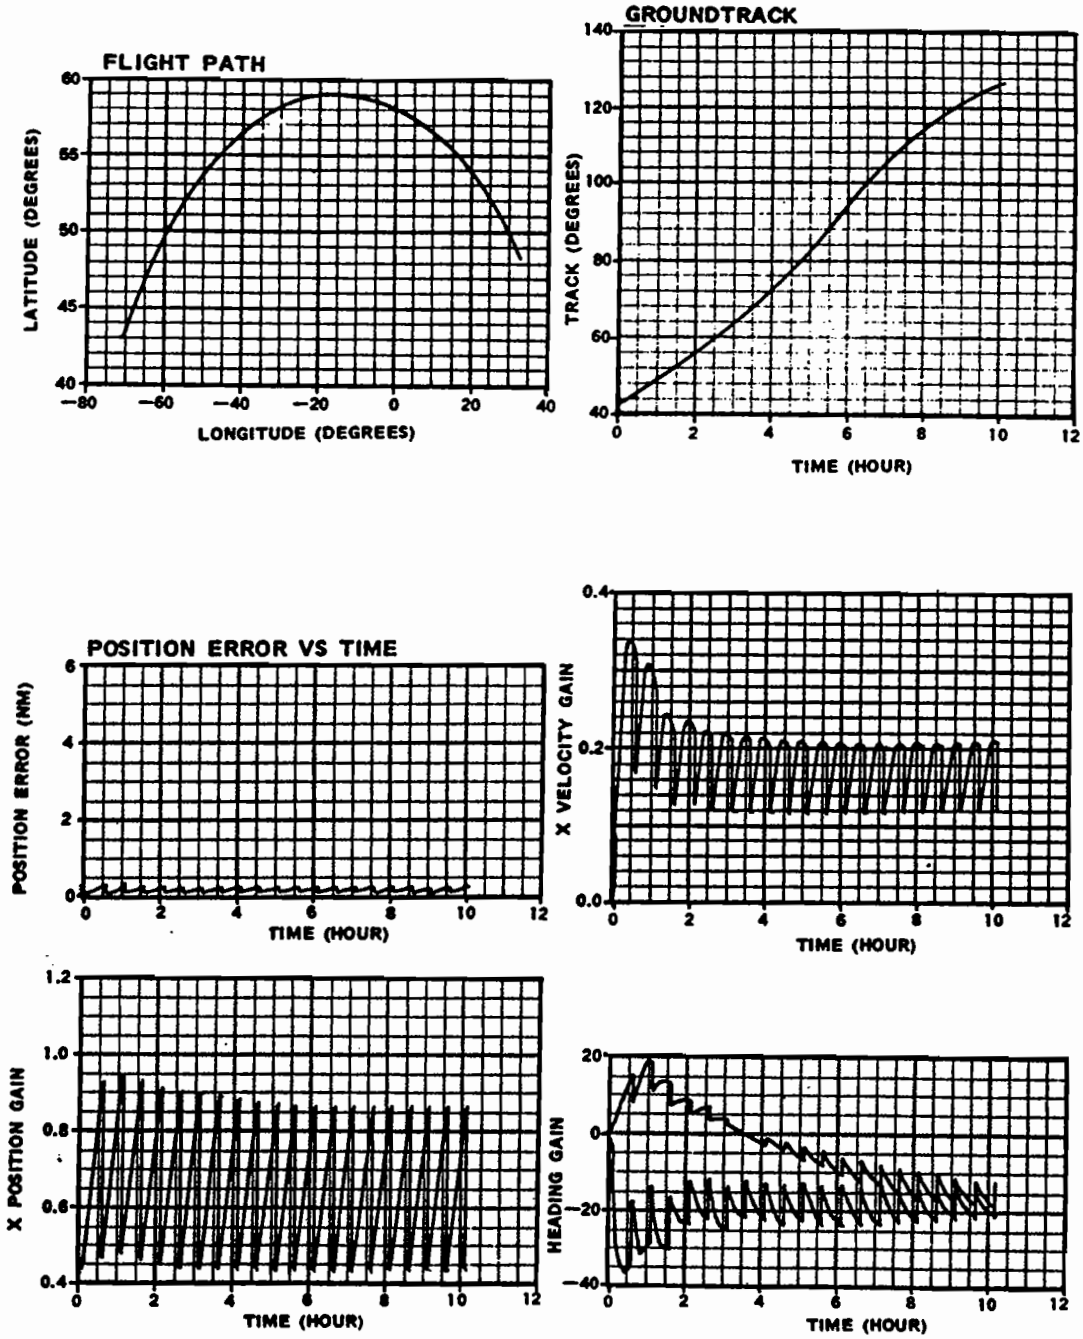 FLIGHT PATH
60
55
50
45
40
LATITUDE (DEGREES)
−80 −60 −40 −20 0 20 40
LONGITUDE (DEGREES)
GROUNDTRACK
140
120
100
80
60
40
TRACK (DEGREES)
0 2 4 6 8 10 12
TIME (HOUR)
POSITION ERROR VS TIME
6
4
2
0
POSITION ERROR (NM)
0 2 4 6 8 10 12
TIME (HOUR)
0.4
0.2
0.0
X VELOCITY GAIN
0 2 4 6 8 10 12
TIME (HOUR)
1.2
1.0
0.8
0.6
0.4
X POSITION GAIN
0 2 4 6 8 10 12
TIME (HOUR)
20
0
−20
−40
HEADING GAIN
0 2 4 6 8 10 12
TIME (HOUR)